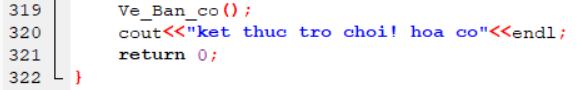 319 Ve_Ban_co();
320 cout<<"ket thuc tro choi! hoa co"<<endl;
321 return 0;
322 }